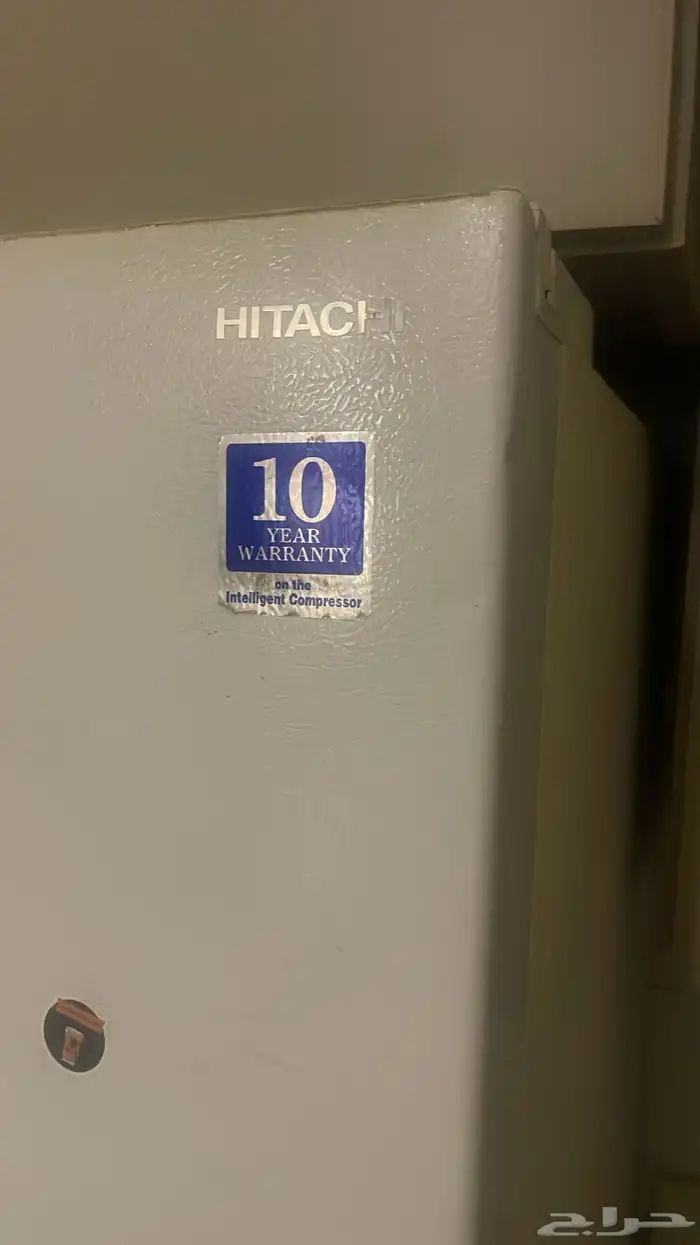 HITACHI
10
YEAR
WARRANTY
on the
Intelligent Compressor
حراج